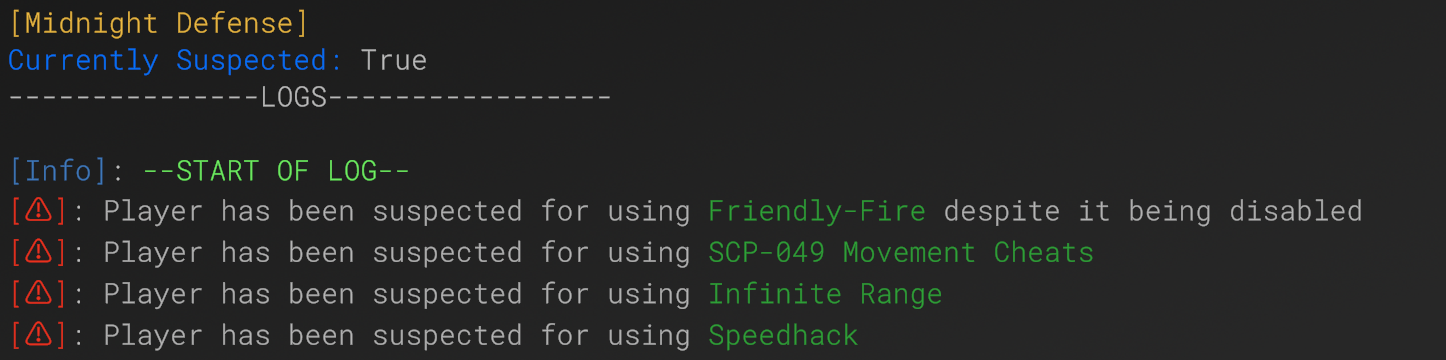 [Midnight Defense]
Currently Suspected: True
---------------LOGS-----------------
[Info]: --START OF LOG--
[⚠]: Player has been suspected for using Friendly-Fire despite it being disabled
[⚠]: Player has been suspected for using SCP-049 Movement Cheats
[⚠]: Player has been suspected for using Infinite Range
[⚠]: Player has been suspected for using Speedhack